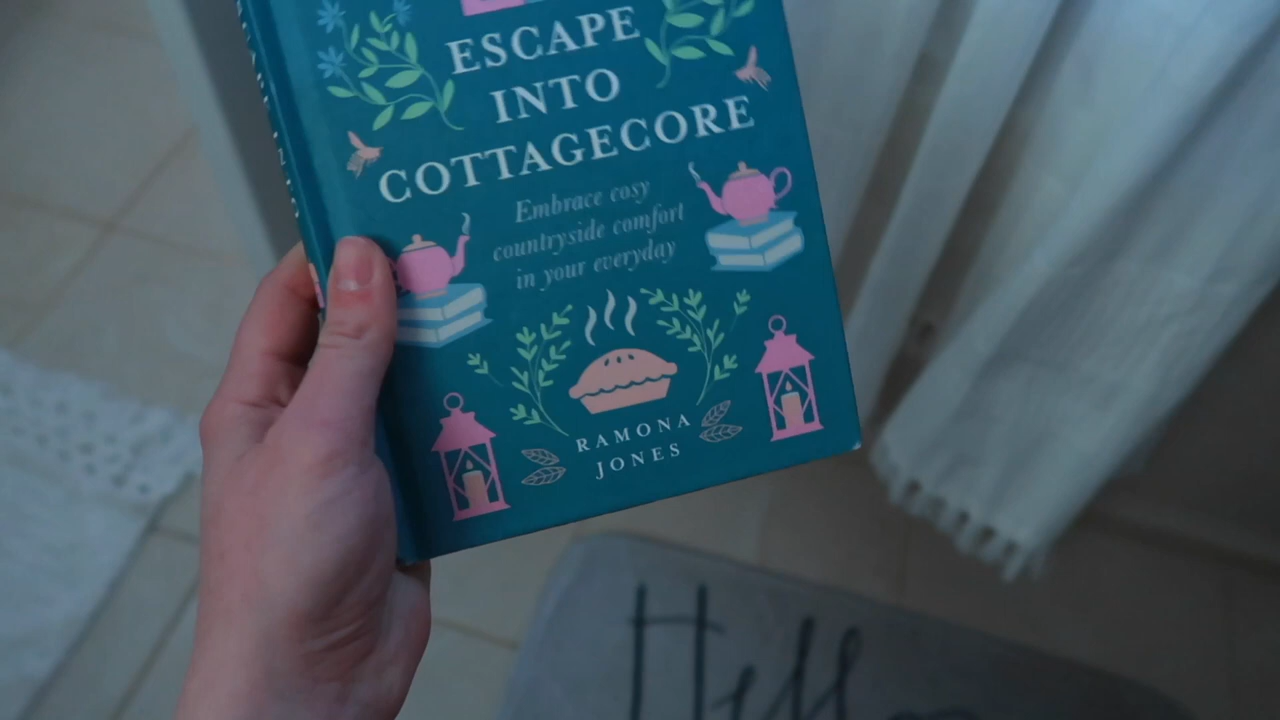 ESCAPE
INTO
COTTAGECORE
Embrace cosy
countryside comfort
in your everyday
RAMONA
JONES